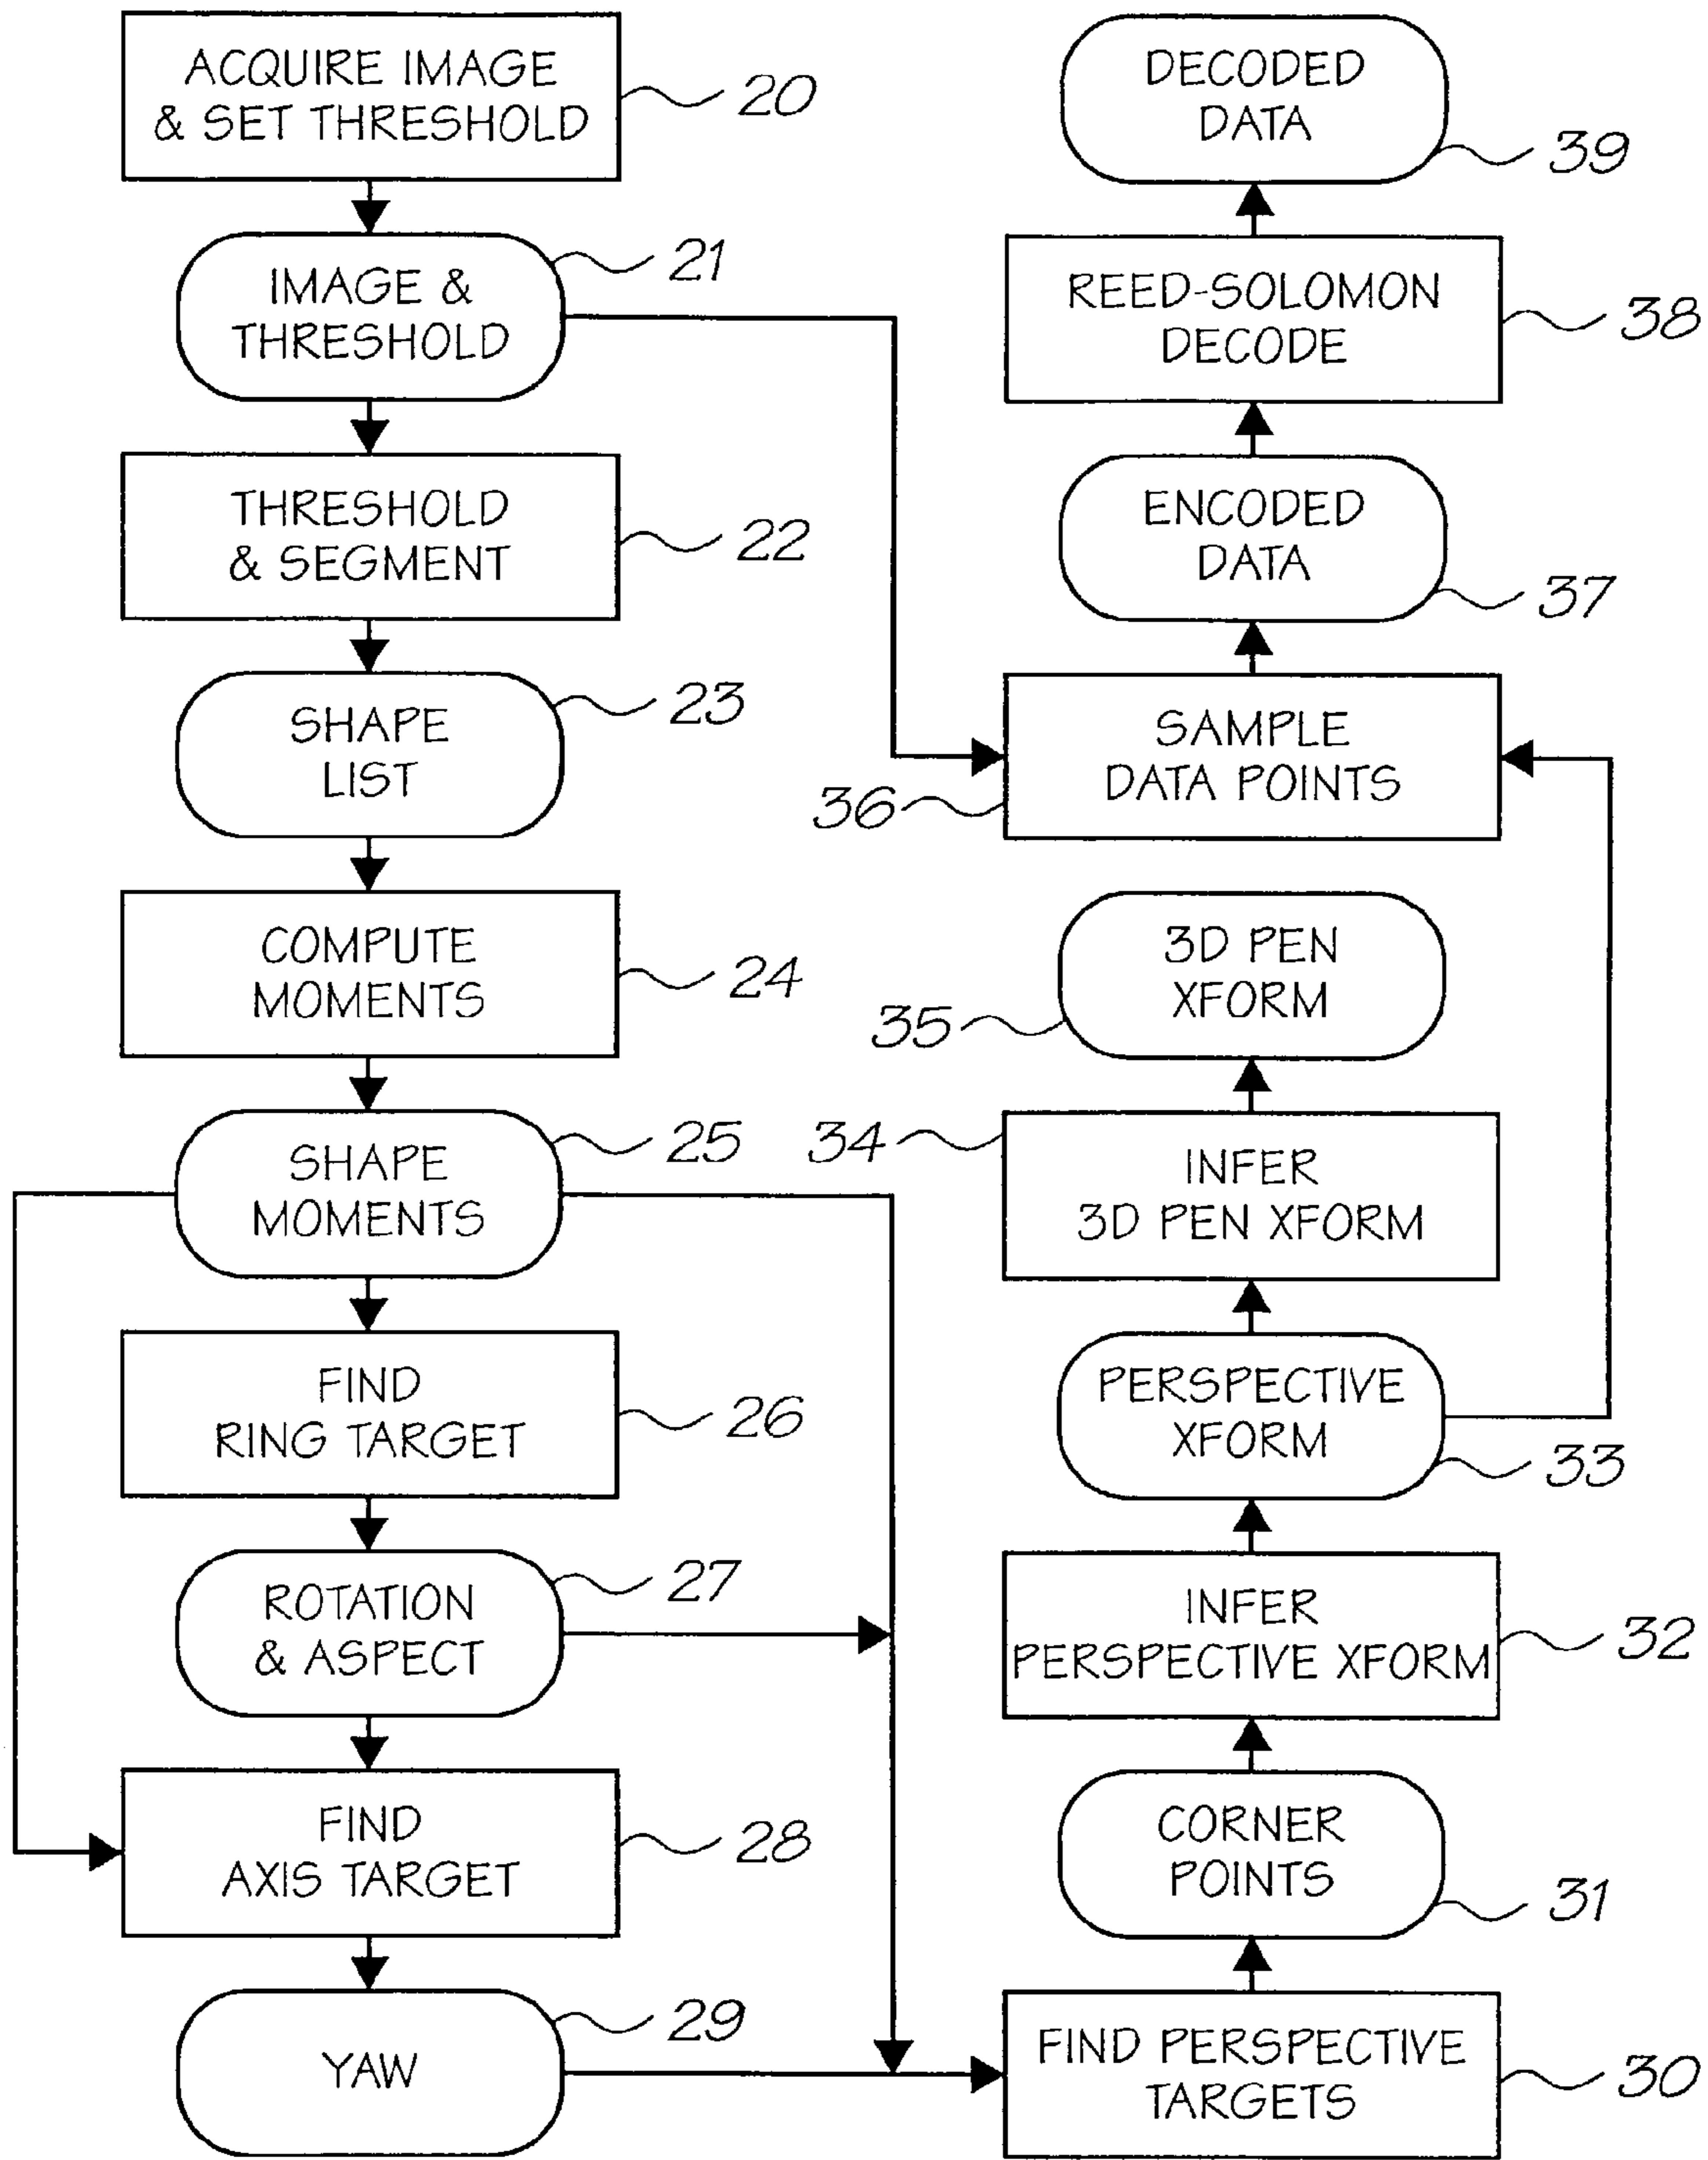 ACQUIRE IMAGE
& SET THRESHOLD
20
IMAGE &
THRESHOLD
21
THRESHOLD
& SEGMENT
22
SHAPE
LIST
23
COMPUTE
MOMENTS
24
SHAPE
MOMENTS
25
FIND
RING TARGET
26
ROTATION
& ASPECT
27
FIND
AXIS TARGET
28
YAW
29
FIND PERSPECTIVE
TARGETS
30
CORNER
POINTS
31
INFER
PERSPECTIVE XFORM
32
PERSPECTIVE
XFORM
33
INFER
3D PEN XFORM
34
3D PEN
XFORM
35
SAMPLE
DATA POINTS
36
ENCODED
DATA
37
REED-SOLOMON
DECODE
38
DECODED
DATA
39